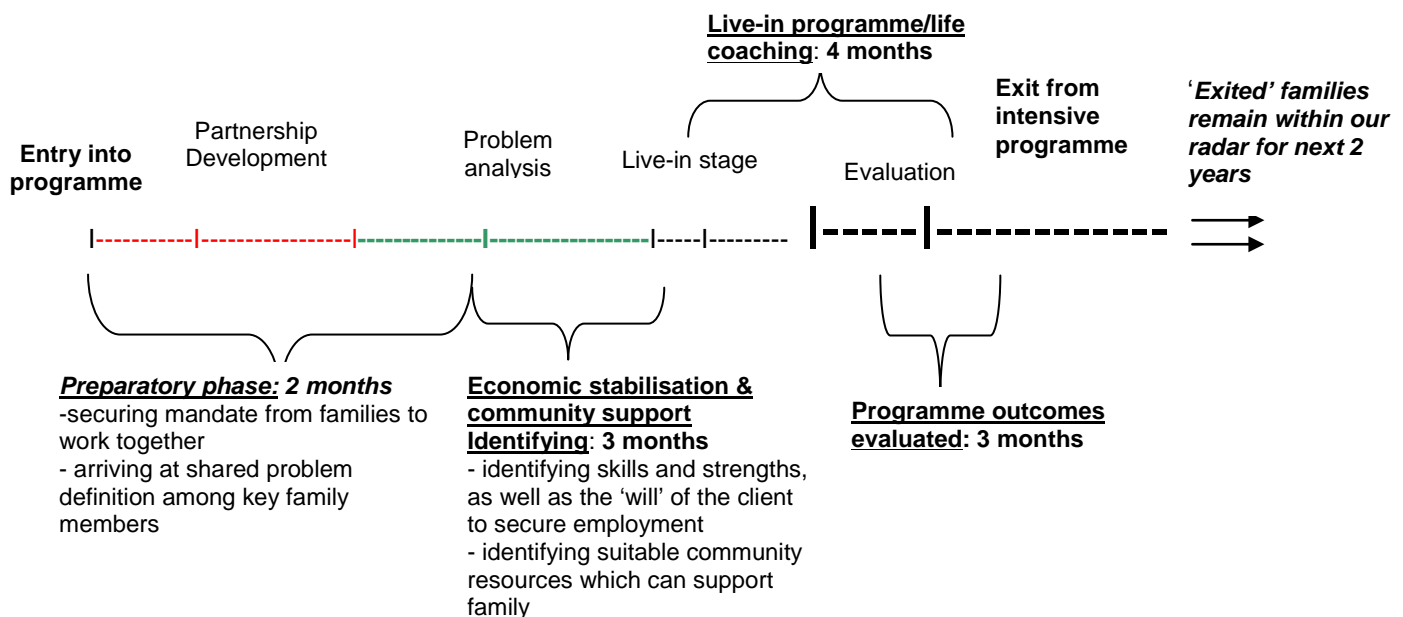 Live-in programme/life
coaching: 4 months
Entry into
programme
Partnership
Development
Problem
analysis
Live-in stage
Evaluation
Exit from
intensive
programme
‘Exited’ families
remain within our
radar for next 2
years
Preparatory phase: 2 months
-securing mandate from families to
work together
- arriving at shared problem
definition among key family
members
Economic stabilisation &
community support
Identifying: 3 months
- identifying skills and strengths,
as well as the ‘will’ of the client
to secure employment
- identifying suitable community
resources which can support
family
Programme outcomes
evaluated: 3 months